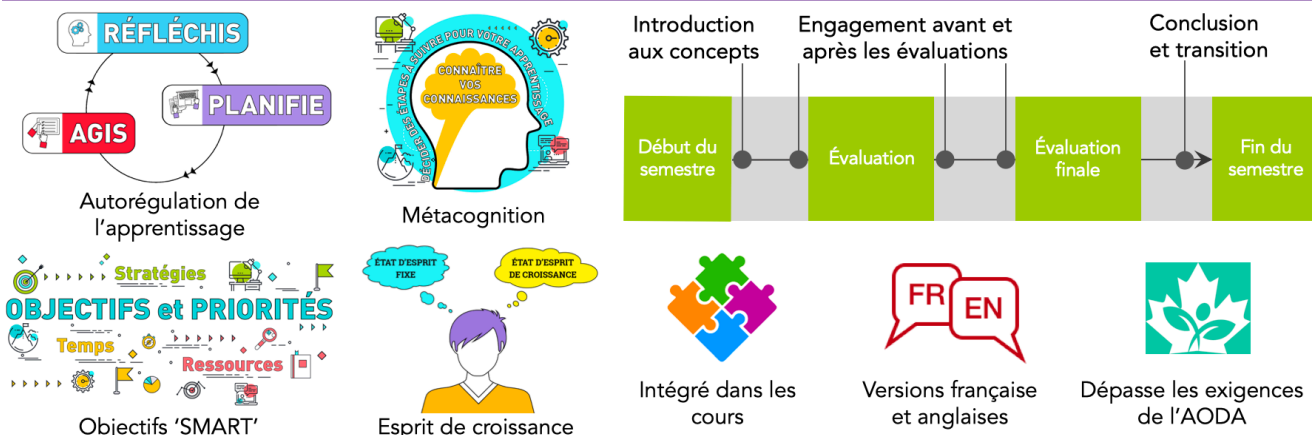 RÉFLÉCHIS
PLANIFIE
AGIS
Autorégulation de
l'apprentissage
DÉCIDER DES ÉTAPES À SUIVRE POUR VOTRE APPRENTISSAGE
CONNAÎTRE
VOS
CONNAISSANCES
Métacognition
Introduction
aux concepts
Engagement avant et
après les évaluations
Conclusion
et transition
Début du
semestre
Évaluation
Évaluation
finale
Fin du
semestre
Stratégies
OBJECTIFS et PRIORITÉS
Temps
Ressources
Objectifs 'SMART'
ÉTAT D'ESPRIT
FIXE
ÉTAT D'ESPRIT
DE CROISSANCE
Esprit de croissance
Intégré dans les
cours
FR
EN
Versions française
et anglaises
Dépasse les exigences
de l'AODA